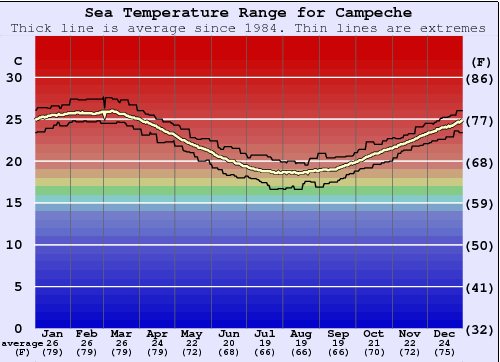 Sea Temperature Range for Campeche
Thick line is average since 1984. Thin lines are extremes
C (F)
30 (86)
25 (77)
20 (68)
15 (59)
10 (50)
5 (41)
0 (32)
Jan Feb Mar Apr May Jun Jul Aug Sep Oct Nov Dec
average 26 26 26 24 22 20 19 19 19 21 22 24
(F) (79) (79) (79) (79) (72) (68) (66) (66) (66) (70) (72) (75)